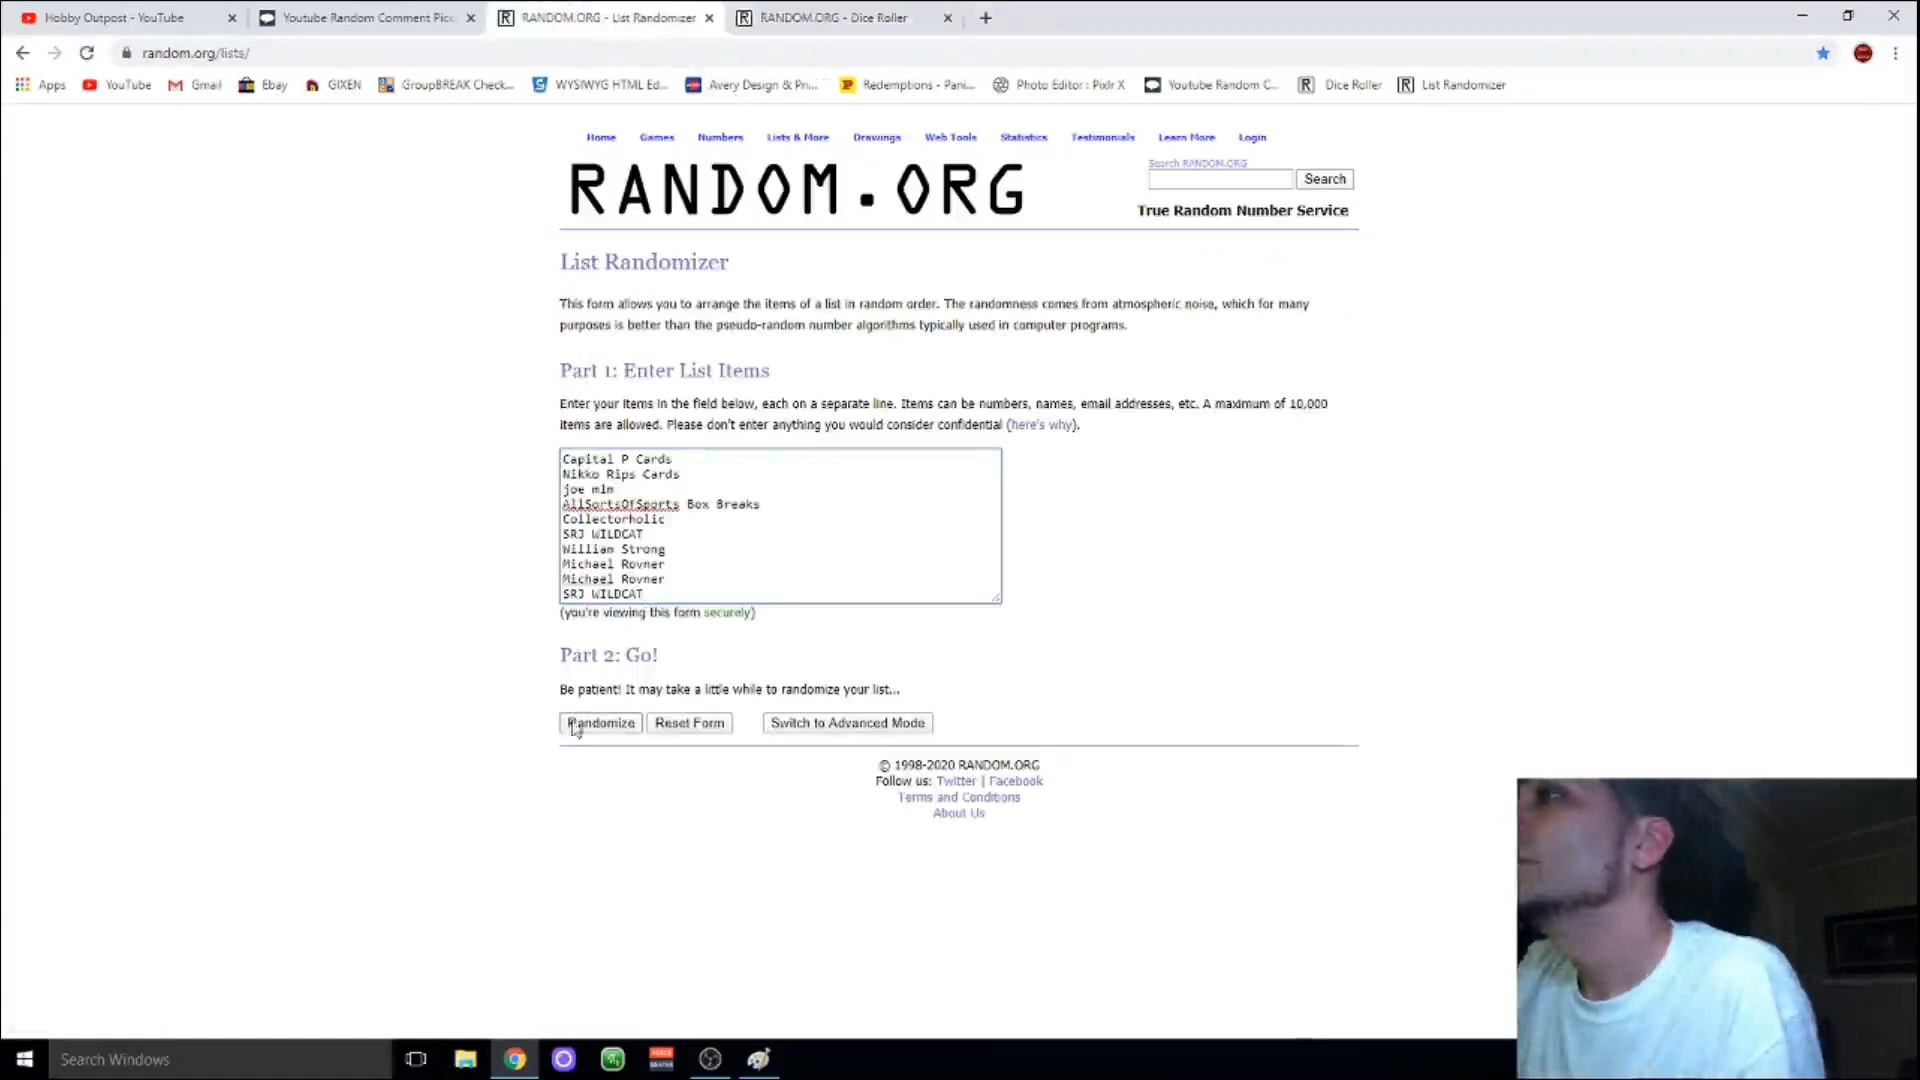 Hobby Outpost - YouTube
Youtube Random Comment Pick
RANDOM.ORG - List Randomizer
RANDOM.ORG - Dice Roller
random.org/lists/
Apps YouTube Gmail Ebay GIXEN GroupBREAK Check... WYSIWYG HTML Ed... Avery Design & Pri... Redemptions - Pani... Photo Editor : Pixlr X Youtube Random C... Dice Roller List Randomizer
Home Games Numbers Lists & More Drawings Web Tools Statistics Testimonials Learn More Login
RANDOM.ORG
Search RANDOM.ORG
Search
True Random Number Service
List Randomizer
This form allows you to arrange the items of a list in random order. The randomness comes from atmospheric noise, which for many
purposes is better than the pseudo-random number algorithms typically used in computer programs.
Part 1: Enter List Items
Enter your items in the field below, each on a separate line. Items can be numbers, names, email addresses, etc. A maximum of 10,000
items are allowed. Please don't enter anything you would consider confidential (here's why).
Capital P Cards
Nikko Rips Cards
joe mlm
AllSortsOfSports Box Breaks
Collectorholic
SRJ WILDCAT
William Strong
Michael Rovner
Michael Rovner
SRJ WILDCAT
(you're viewing this form securely)
Part 2: Go!
Be patient! It may take a little while to randomize your list...
Randomize Reset Form Switch to Advanced Mode
© 1998-2020 RANDOM.ORG
Follow us: Twitter | Facebook
Terms and Conditions
About Us
Search Windows